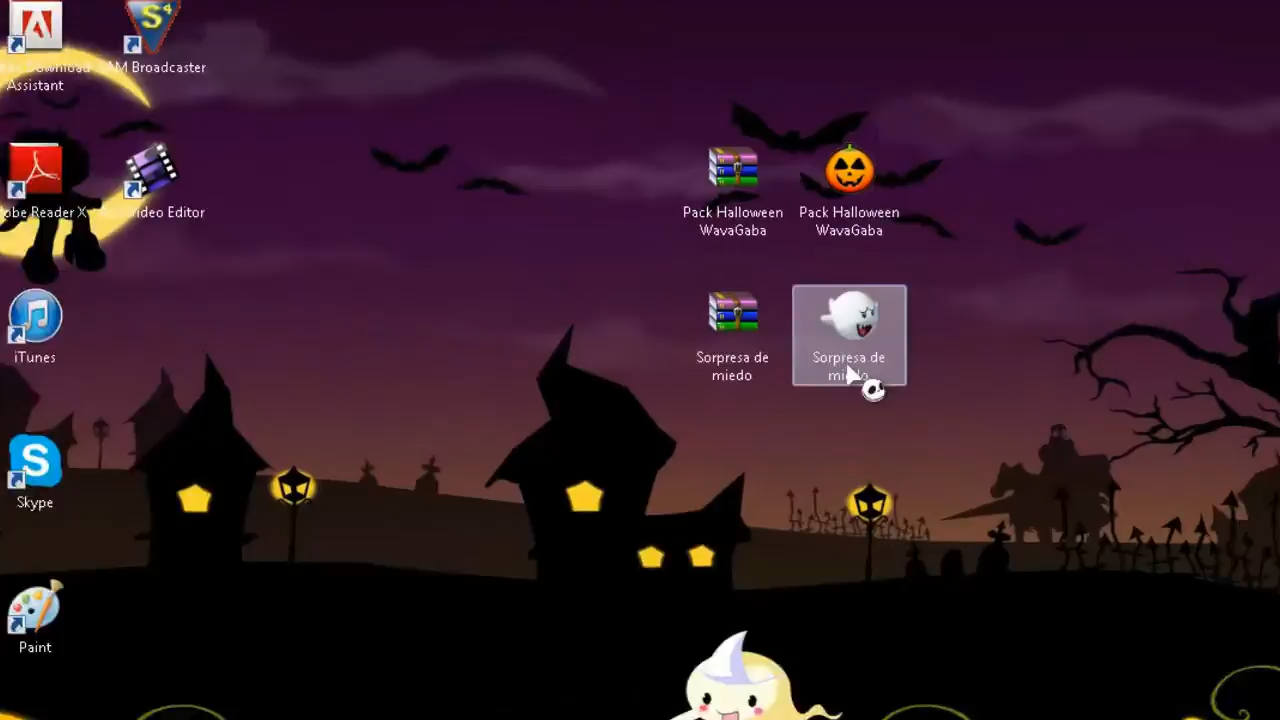 Assistant
AM Broadcaster
Video Editor
Pack Halloween
WavaGaba
Pack Halloween
WavaGaba
iTunes
Sorpresa de
miedo
Sorpresa de
Skype
Paint